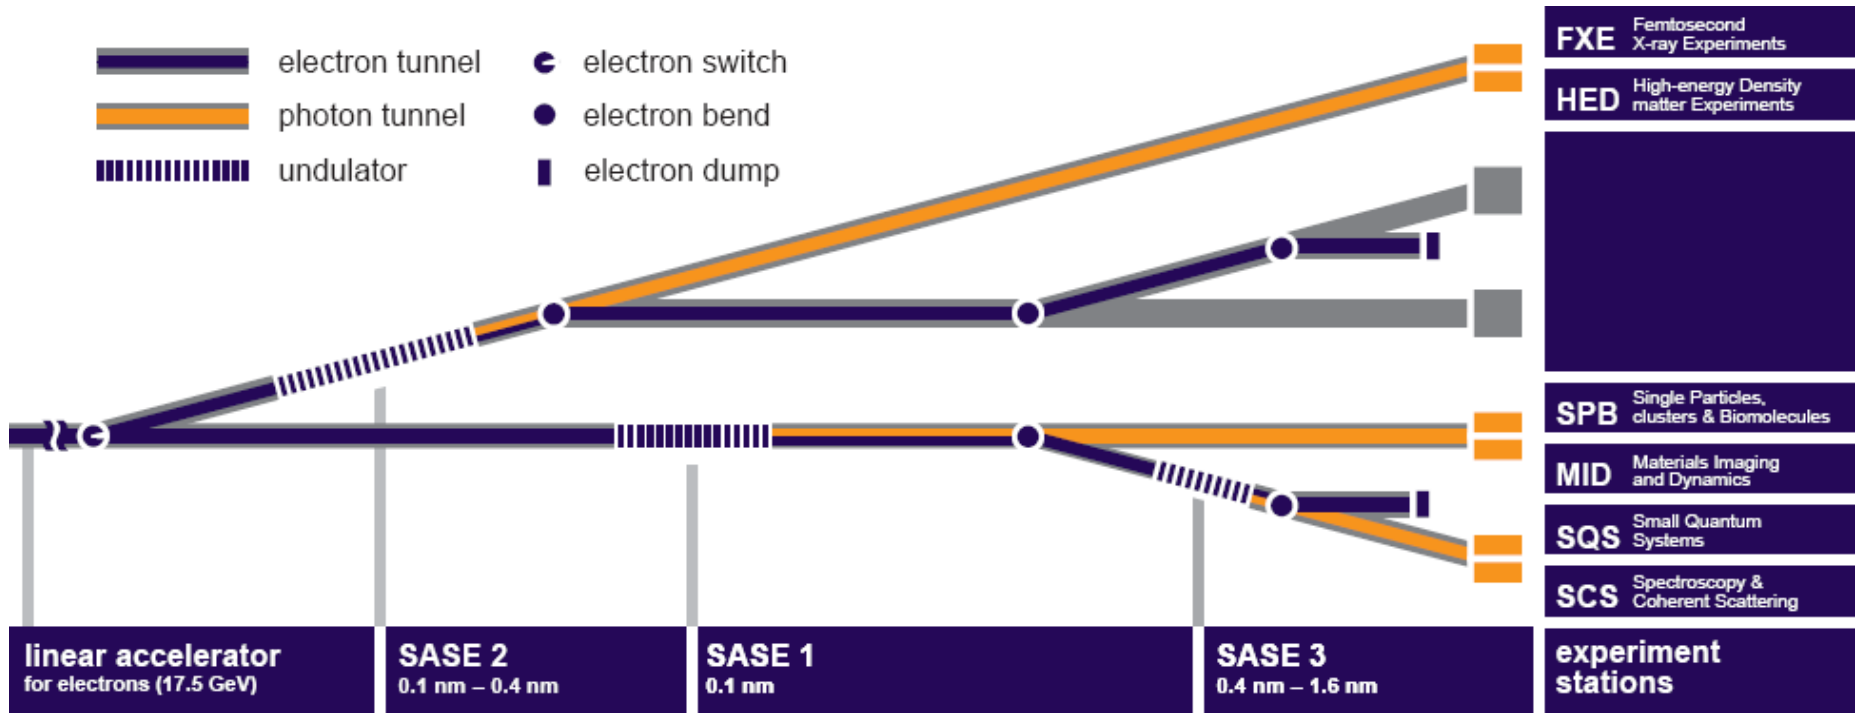 electron tunnel
photon tunnel
undulator
electron switch
electron bend
electron dump
FXE Femtosecond
X-ray Experiments
HED High-energy Density
matter Experiments
SPB Single Particles,
clusters & Biomolecules
MID Materials Imaging
and Dynamics
SQS Small Quantum
Systems
SCS Spectroscopy &
Coherent Scattering
linear accelerator
for electrons (17.5 GeV)
SASE 2
0.1 nm – 0.4 nm
SASE 1
0.1 nm
SASE 3
0.4 nm – 1.6 nm
experiment
stations